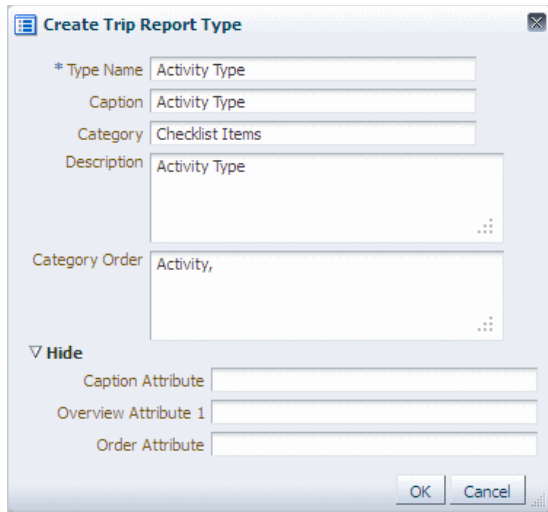 Create Trip Report Type
* Type Name Activity Type
Caption Activity Type
Category Checklist Items
Description Activity Type
Category Order Activity,
Hide
Caption Attribute
Overview Attribute 1
Order Attribute
OK Cancel